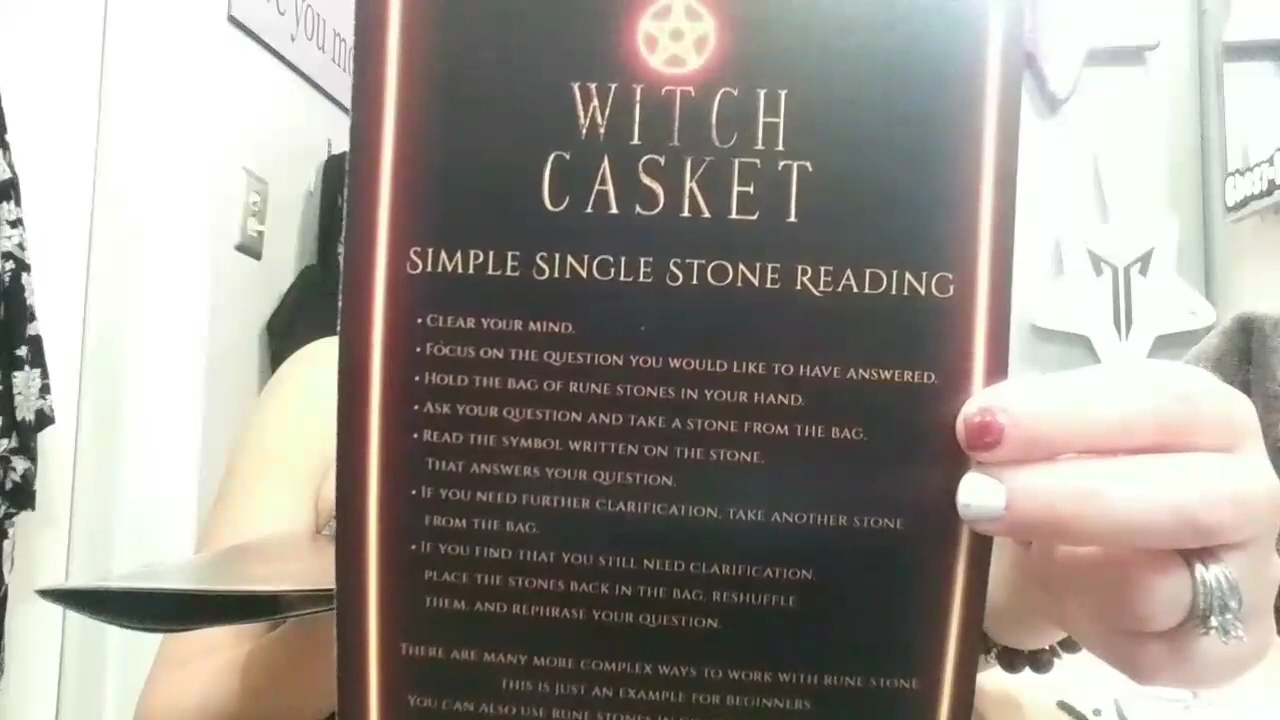 you mo
WITCH
CASKET
SIMPLE SINGLE STONE READING
• CLEAR YOUR MIND.
• FOCUS ON THE QUESTION YOU WOULD LIKE TO HAVE ANSWERED.
• HOLD THE BAG OF RUNE STONES IN YOUR HAND.
• ASK YOUR QUESTION AND TAKE A STONE FROM THE BAG.
• READ THE SYMBOL WRITTEN ON THE STONE.
THAT ANSWERS YOUR QUESTION.
• IF YOU NEED FURTHER CLARIFICATION, TAKE ANOTHER STONE
FROM THE BAG.
• IF YOU FIND THAT YOU STILL NEED CLARIFICATION,
PLACE THE STONES BACK IN THE BAG, RESHUFFLE
THEM, AND REPHRASE YOUR QUESTION.
THERE ARE MANY MORE COMPLEX WAYS TO WORK WITH RUNE STONE
THIS IS JUST AN EXAMPLE FOR BEGINNERS
YOU CAN ALSO USE RUNE STONES IN